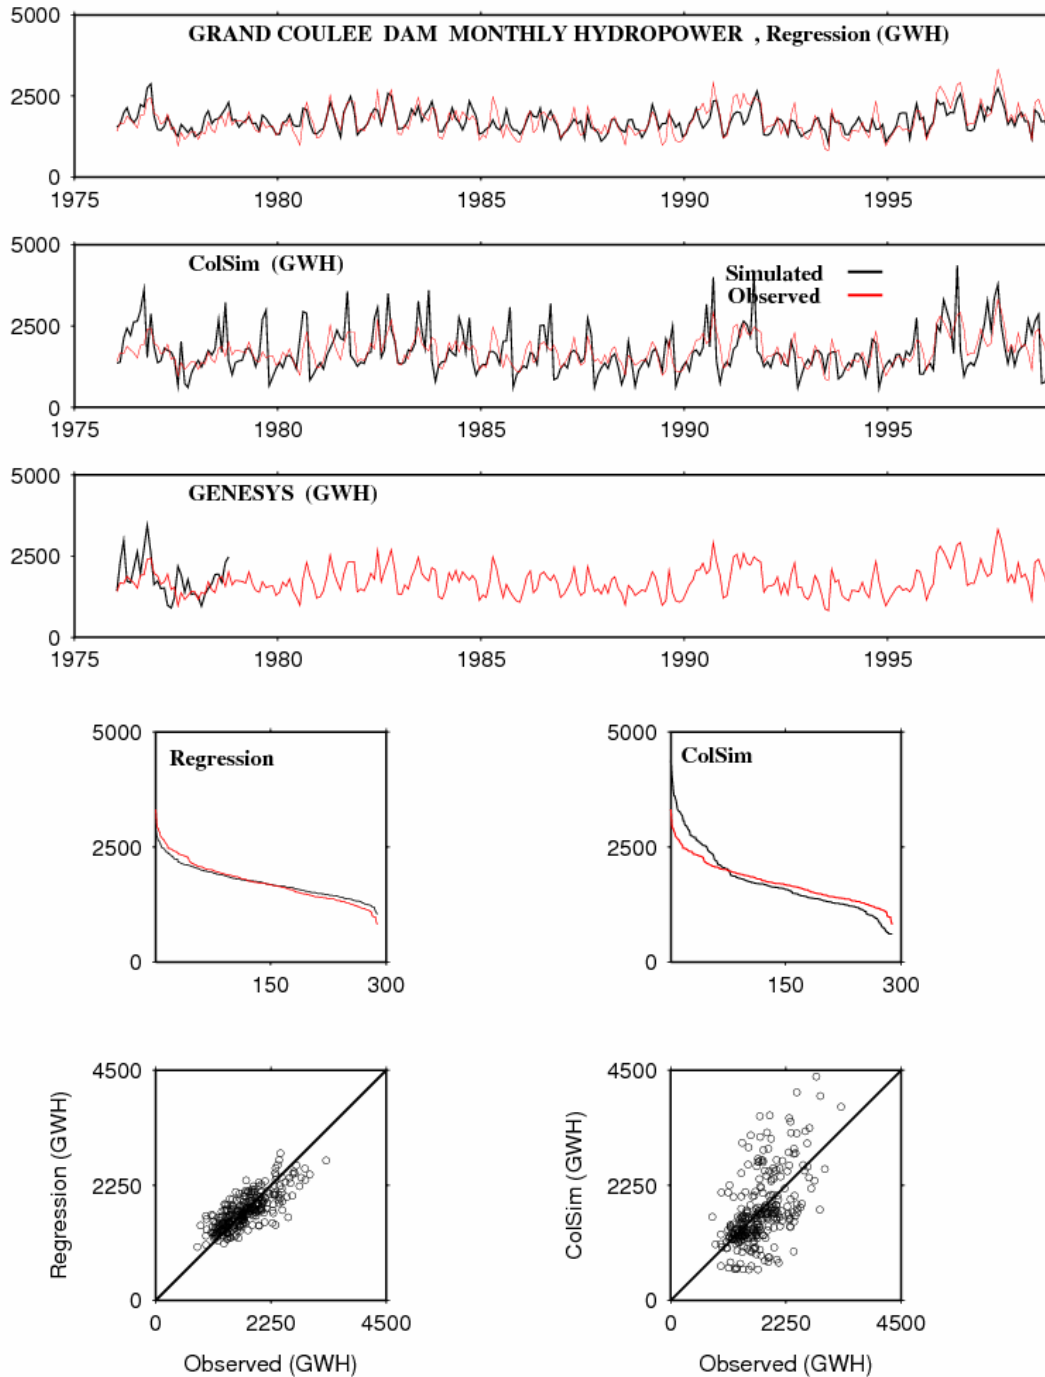 5000
GRAND COULEE DAM MONTHLY HYDROPOWER , Regression (GWH)
2500
0
1975 1980 1985 1990 1995
5000
ColSim (GWH)
Simulated
Observed
2500
0
1975 1980 1985 1990 1995
5000
GENESYS (GWH)
2500
0
1975 1980 1985 1990 1995
5000 5000
Regression ColSim
2500 2500
0 0
150 300 150 300
4500 4500
Regression (GWH) ColSim (GWH)
2250 2250
0 0
0 2250 4500 0 2250 4500
Observed (GWH) Observed (GWH)